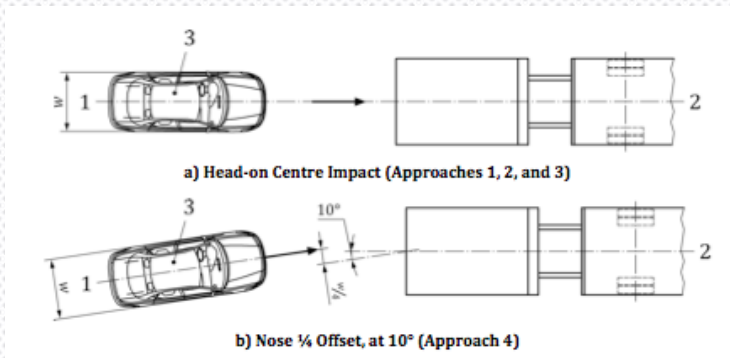 3
w 1 2
a) Head-on Centre Impact (Approaches 1, 2, and 3)
3 10°
w 1 w/4 2
b) Nose ¼ Offset, at 10° (Approach 4)